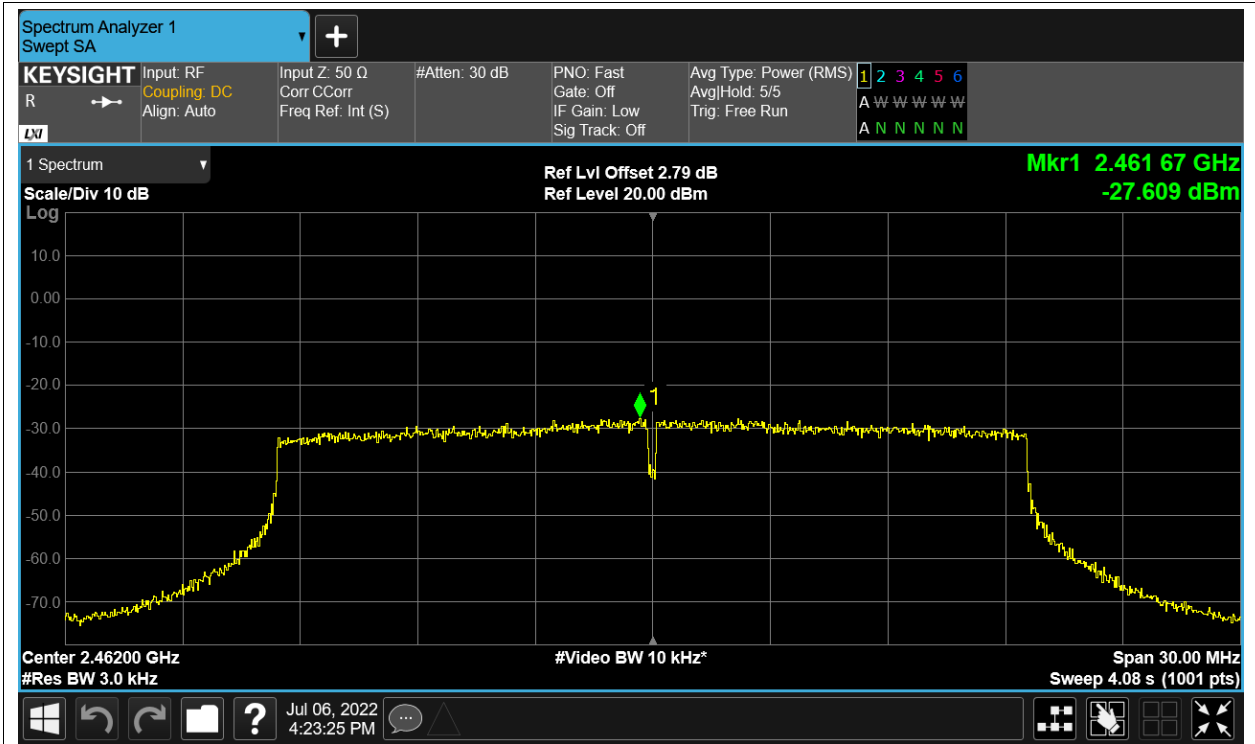 Spectrum Analyzer 1
Swept SA
KEYSIGHT
R
LXI
Input: RF
Coupling: DC
Align: Auto
Input Z: 50 Ω
Corr CCorr
Freq Ref: Int (S)
#Atten: 30 dB
PNO: Fast
Gate: Off
IF Gain: Low
Sig Track: Off
Avg Type: Power (RMS)
Avg|Hold: 5/5
Trig: Free Run
1 2 3 4 5 6
A W W W W W
A N N N N N
1 Spectrum
Scale/Div 10 dB
Log
Ref Lvl Offset 2.79 dB
Ref Level 20.00 dBm
Mkr1 2.461 67 GHz
-27.609 dBm
10.0
0.00
-10.0
-20.0
-30.0
-40.0
-50.0
-60.0
-70.0
1
Center 2.46200 GHz
#Res BW 3.0 kHz
#Video BW 10 kHz*
Span 30.00 MHz
Sweep 4.08 s (1001 pts)
?
Jul 06, 2022
4:23:25 PM